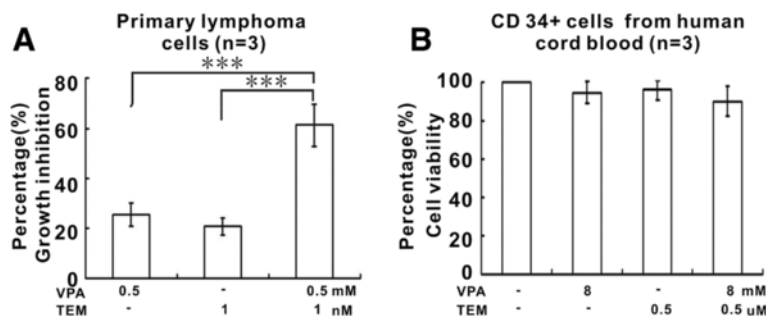 A
Primary lymphoma
cells (n=3)
Percentage(%)
Growth inhibition
80
60
40
20
0
***
***
VPA 0.5 - 0.5 mM
TEM - 1 1 nM
B
CD 34+ cells from human
cord blood (n=3)
Percentage(%)
Cell viability
100
80
60
40
20
0
VPA - 8 - 8 mM
TEM - - 0.5 0.5 uM